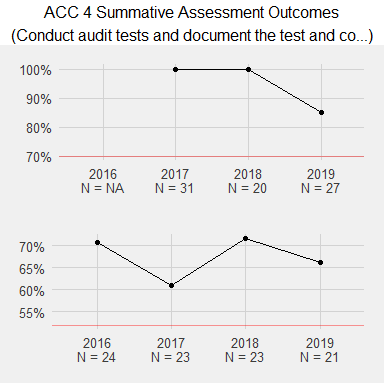 ACC 4 Summative Assessment Outcomes
(Conduct audit tests and document the test and co...)
100%
90%
80%
70%
2016 2017 2018 2019
N = NA N = 31 N = 20 N = 27
70%
65%
60%
55%
2016 2017 2018 2019
N = 24 N = 23 N = 23 N = 21